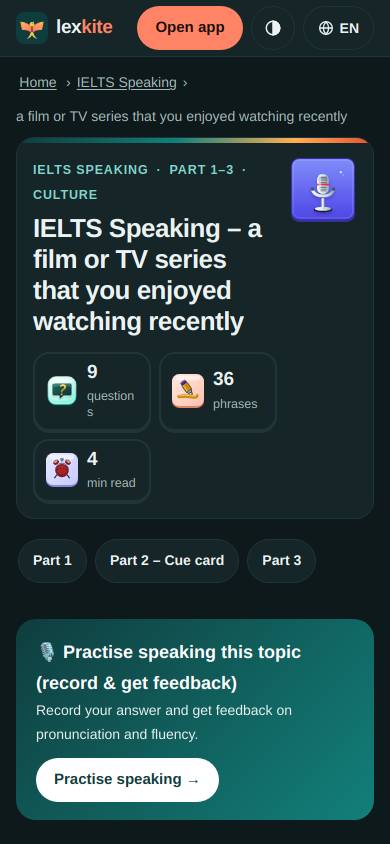 lexkite
Open app
EN
Home › IELTS Speaking ›
a film or TV series that you enjoyed watching recently
IELTS SPEAKING · PART 1–3 ·
CULTURE
IELTS Speaking – a
film or TV series
that you enjoyed
watching recently
9
question
s
36
phrases
4
min read
Part 1
Part 2 – Cue card
Part 3
🎙️ Practise speaking this topic
(record & get feedback)
Record your answer and get feedback on
pronunciation and fluency.
Practise speaking →